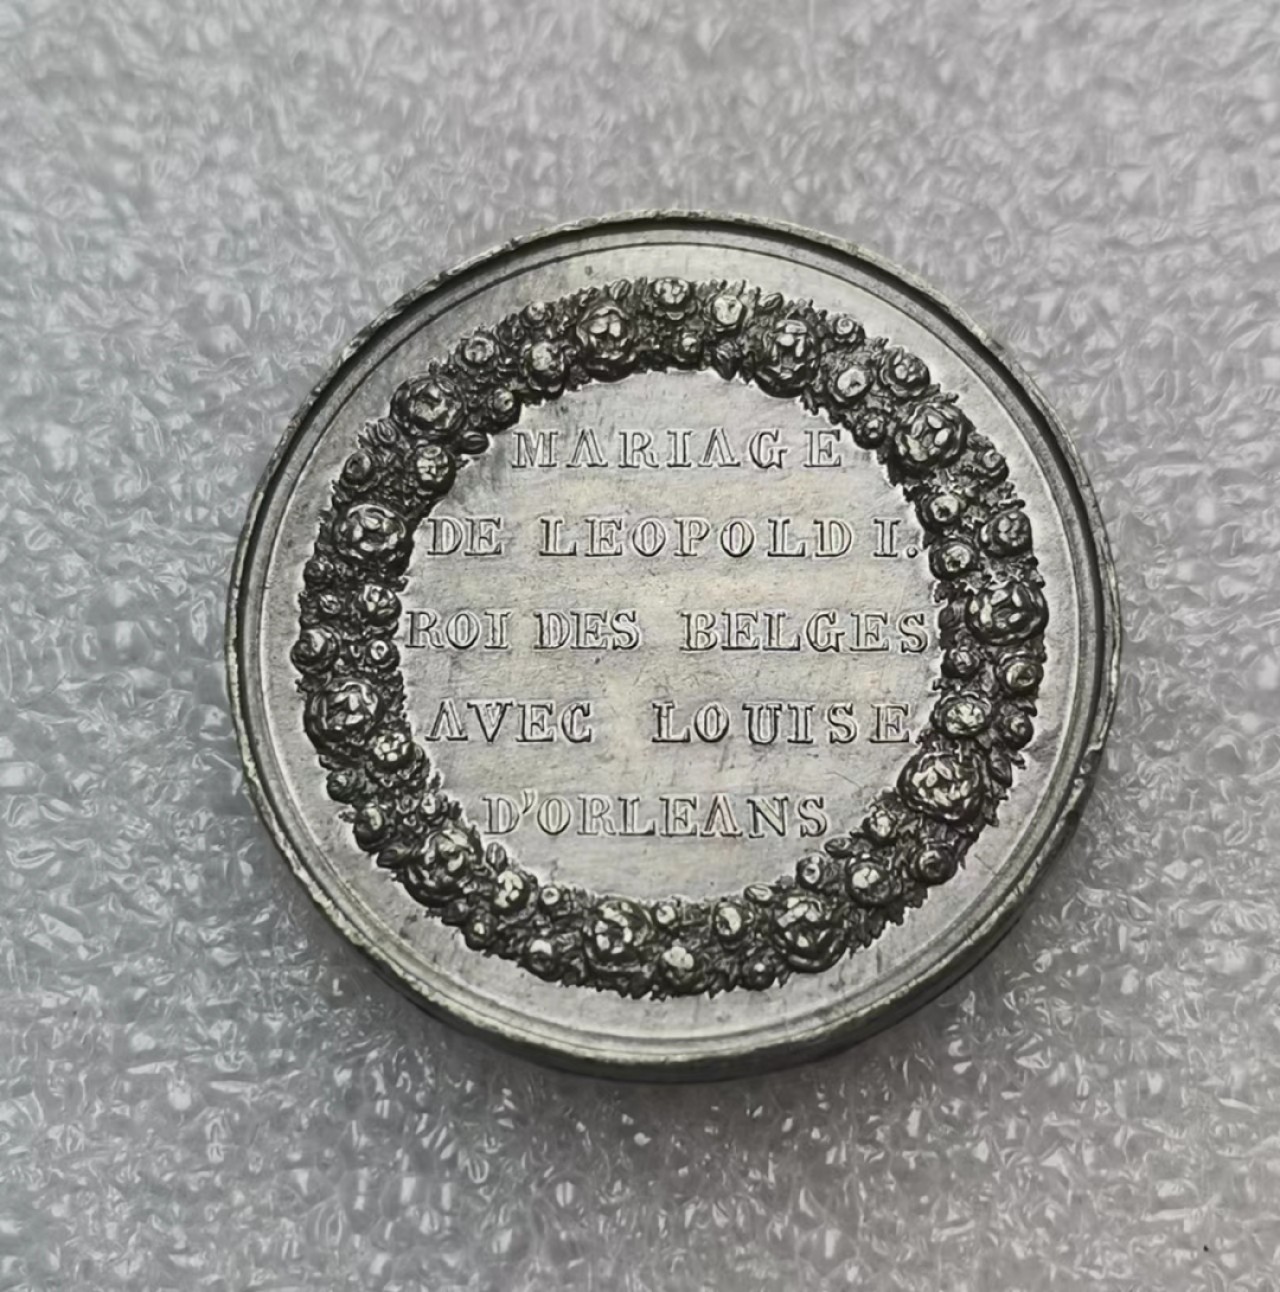 MARIAGE
DE LEOPOLD I.
ROI DES BELGES
AVEC LOUISE
D'ORLEANS